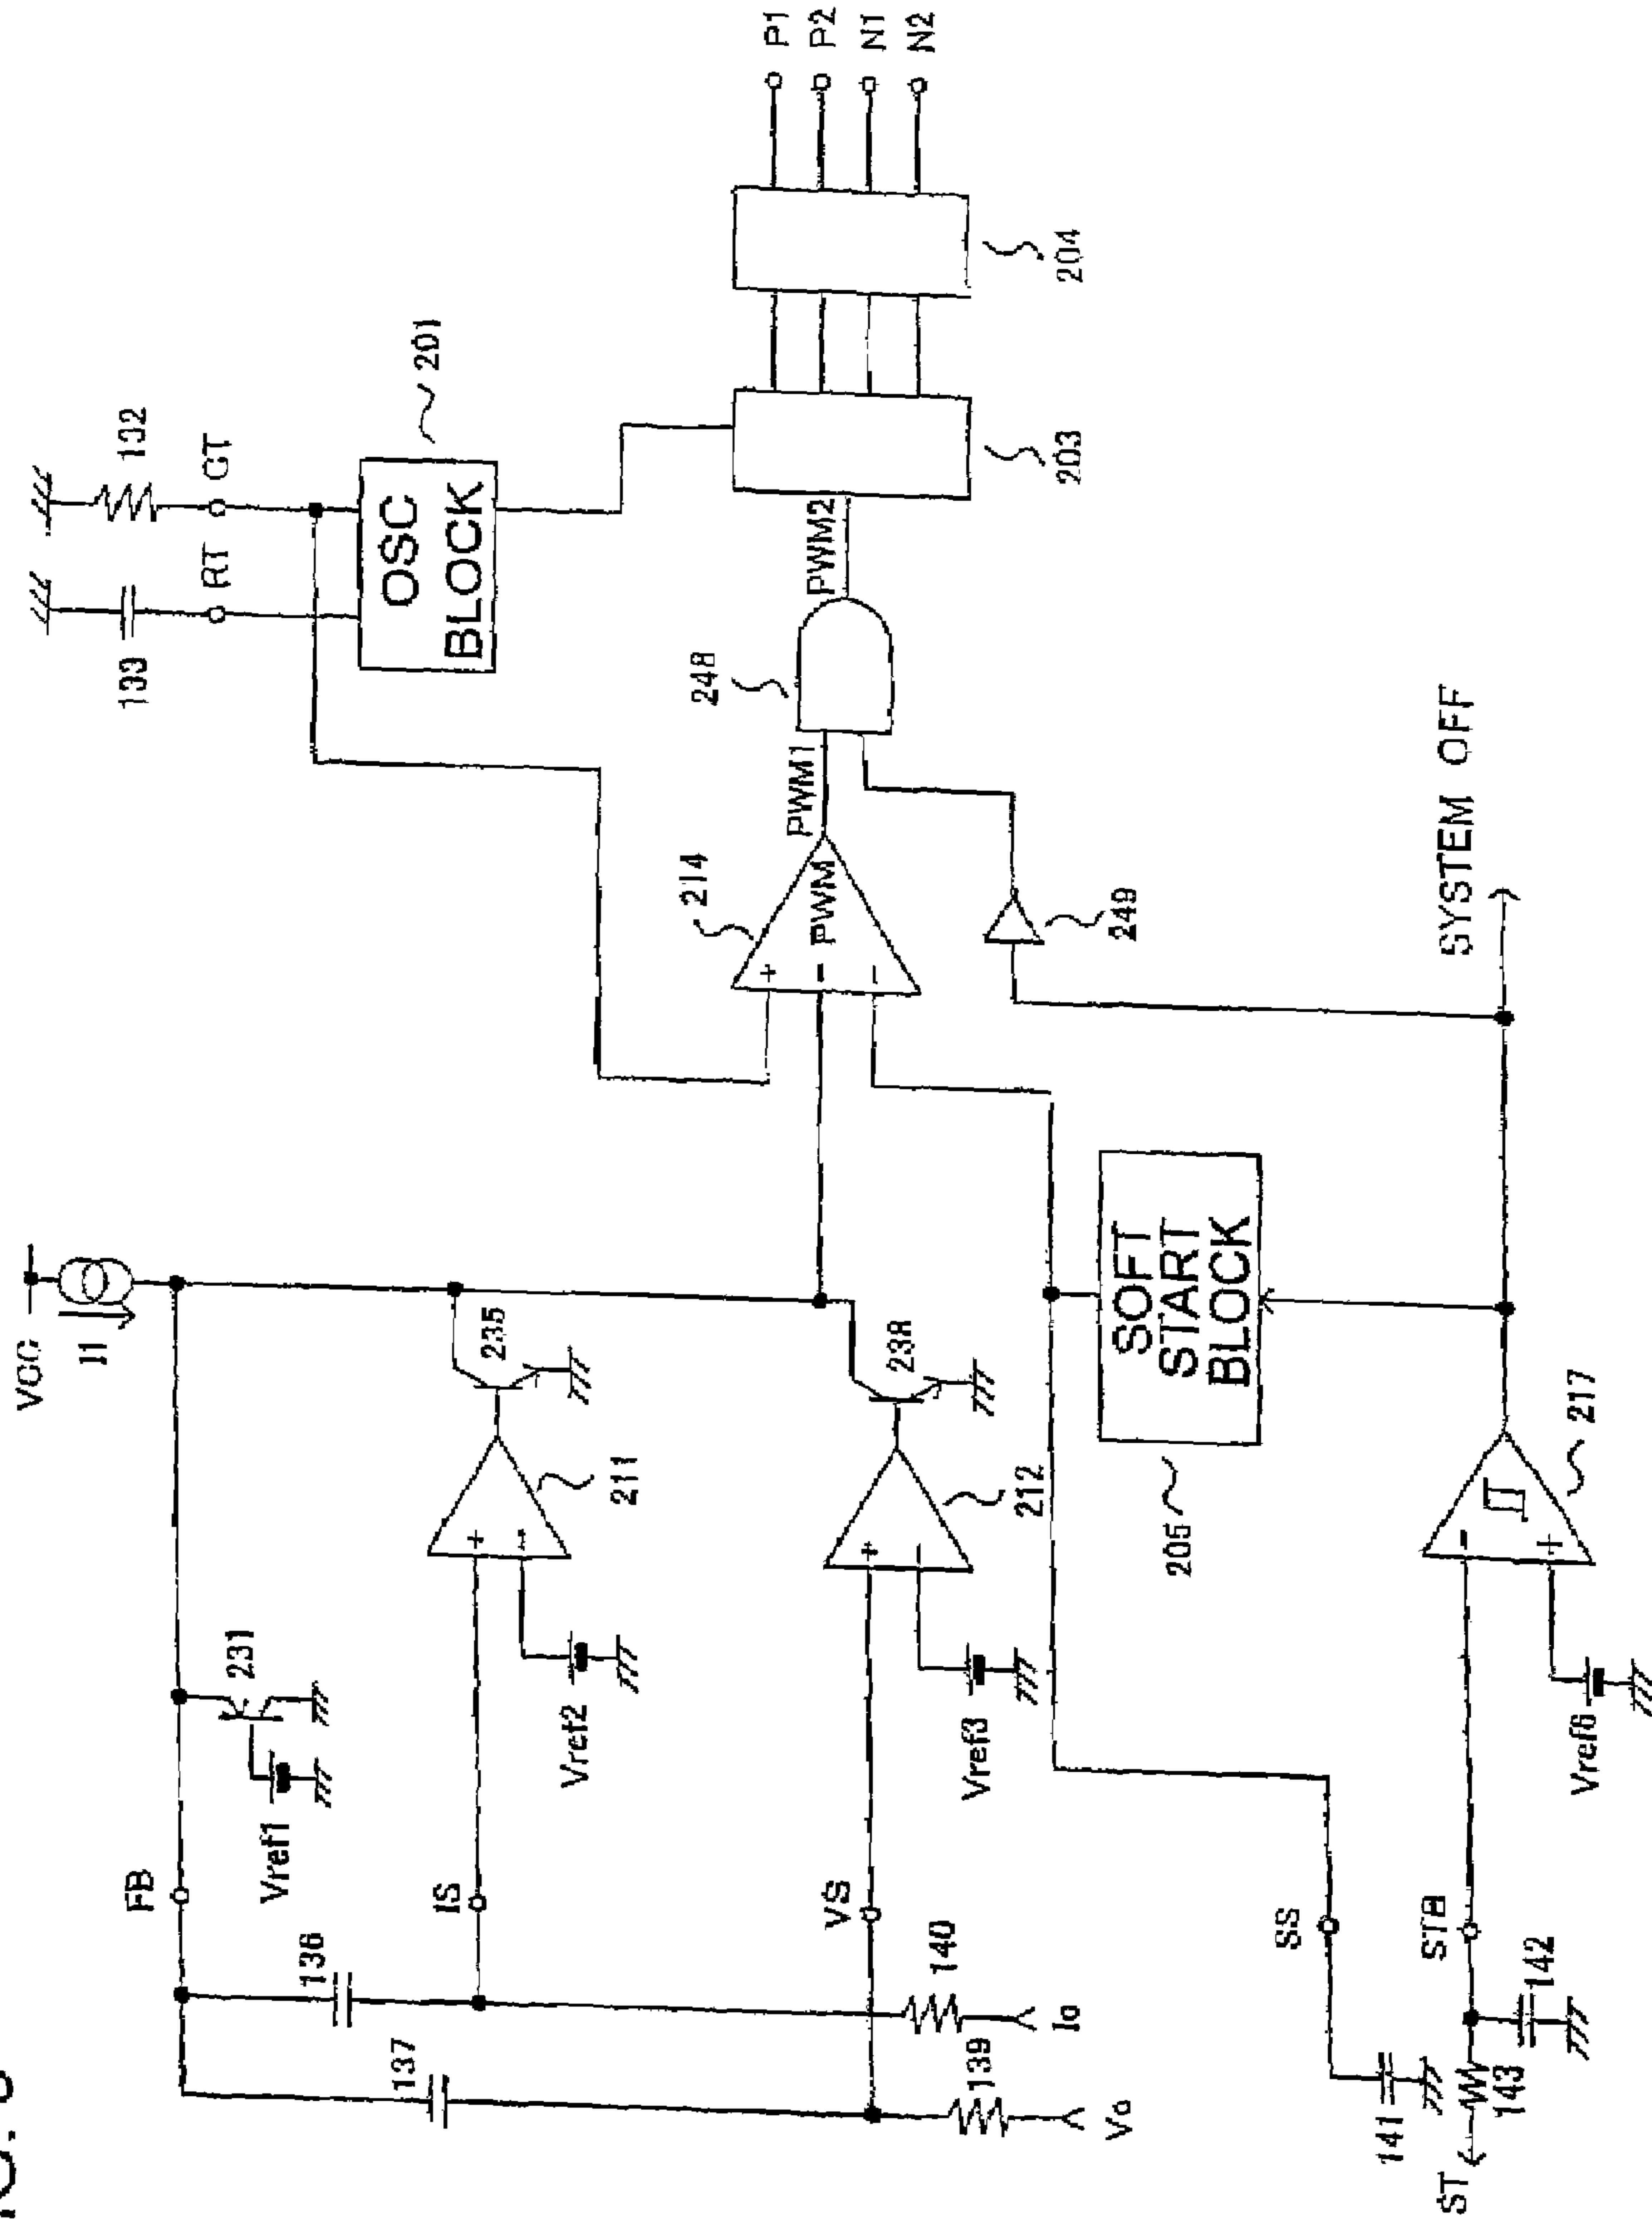 VCC
I1
FB
Vref1
231
136
137
IS
Vref2
211
235
VS
140
139
Io
Vo
Vref3
212
238
133
RT
132
CT
OSC
BLOCK
201
214
PWM
PWM1
248
PWM2
249
203
204
P1
P2
N1
N2
SS
141
SOFT
START
BLOCK
205
ST
143
STB
142
Vref6
217
SYSTEM OFF